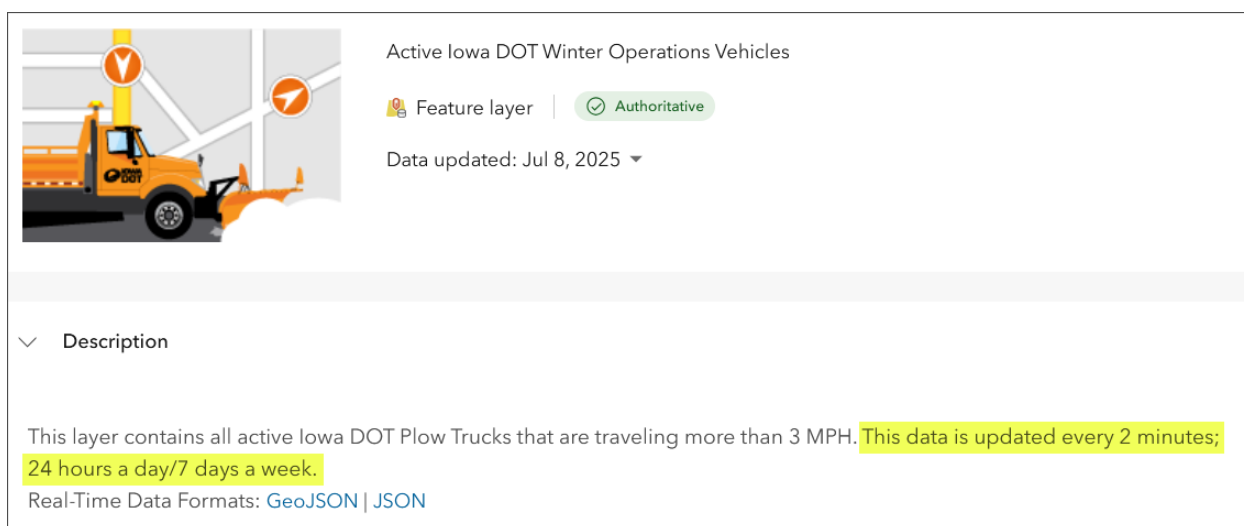 IOWA
DOT
Active Iowa DOT Winter Operations Vehicles
Feature layer
Authoritative
Data updated: Jul 8, 2025
Description
This layer contains all active Iowa DOT Plow Trucks that are traveling more than 3 MPH. This data is updated every 2 minutes;
24 hours a day/7 days a week.
Real-Time Data Formats: GeoJSON | JSON